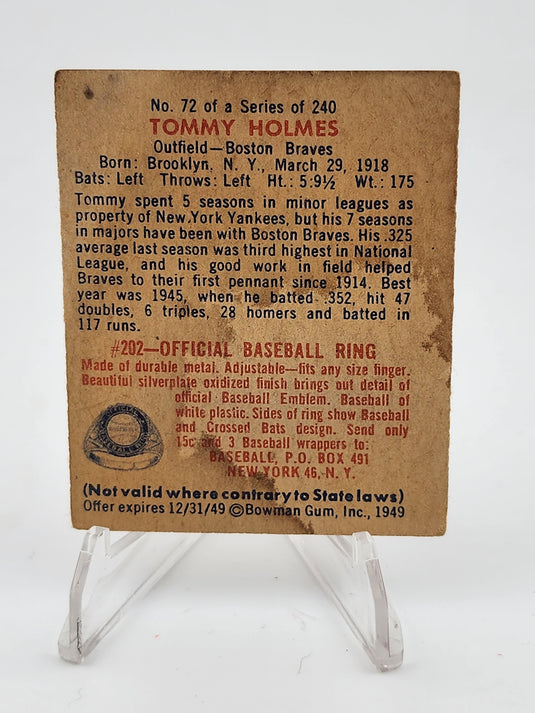 No. 72 of a Series of 240
TOMMY HOLMES
Outfield—Boston Braves
Born: Brooklyn, N. Y., March 29, 1918
Bats: Left Throws: Left Ht.: 5:9½ Wt.: 175
Tommy spent 5 seasons in minor leagues as
property of New York Yankees, but his 7 seasons
in majors have been with Boston Braves. His .325
average last season was third highest in National
League, and his good work in field helped
Braves to their first pennant since 1914. Best
year was 1945, when he batted .352, hit 47
doubles, 6 triples, 28 homers and batted in
117 runs.
#202—OFFICIAL BASEBALL RING
Made of durable metal. Adjustable—fits any size finger.
Beautiful silverplate oxidized finish brings out detail of
official Baseball Emblem. Baseball of
white plastic. Sides of ring show Baseball
and Crossed Bats design. Send only
15c and 3 Baseball wrappers to:
BASEBALL, P.O. BOX 491
NEW YORK 46, N. Y.
(Not valid where contrary to State laws)
Offer expires 12/31/49 ©Bowman Gum, Inc., 1949